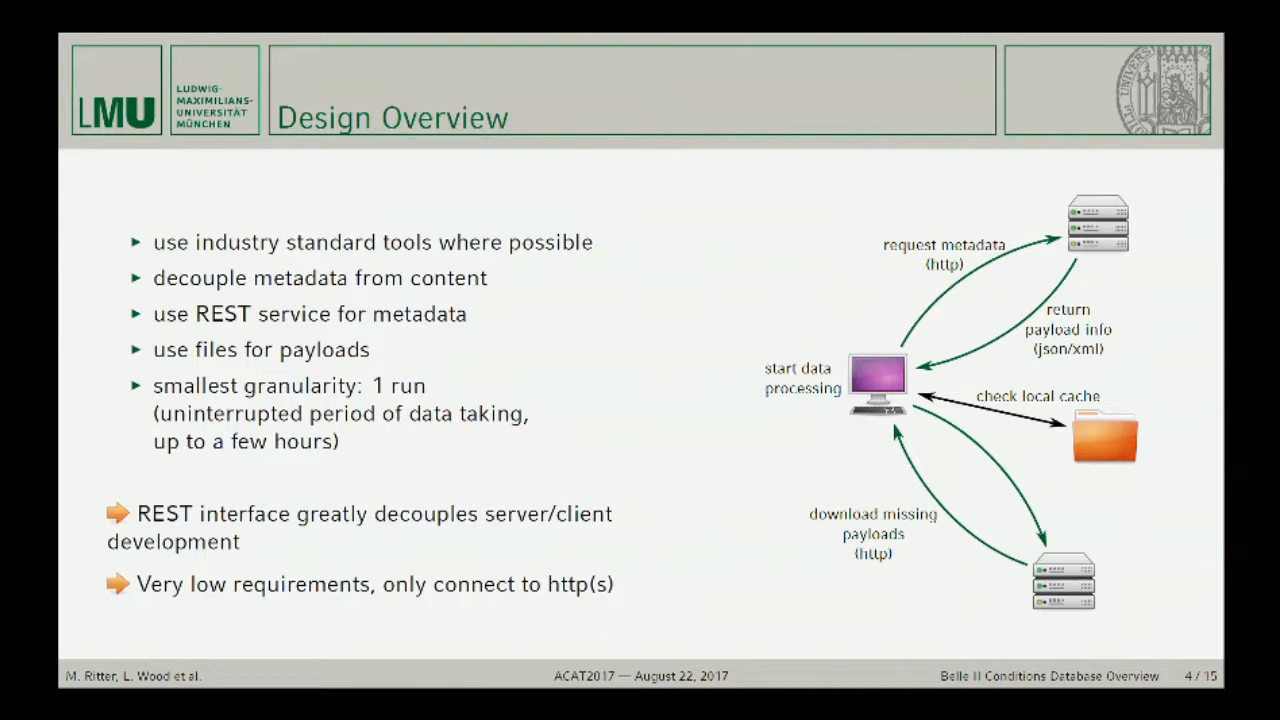 LMU
LUDWIG-
MAXIMILIANS-
UNIVERSITÄT
MÜNCHEN
Design Overview
use industry standard tools where possible
decouple metadata from content
use REST service for metadata
use files for payloads
smallest granularity: 1 run
(uninterrupted period of data taking,
up to a few hours)
REST interface greatly decouples server/client
development
Very low requirements, only connect to http(s)
request metadata
(http)
return
payload info
(json/xml)
start data
processing
check local cache
download missing
payloads
(http)
M. Ritter, L. Wood et al.
ACAT2017 — August 22, 2017
Belle II Conditions Database Overview
4 / 15